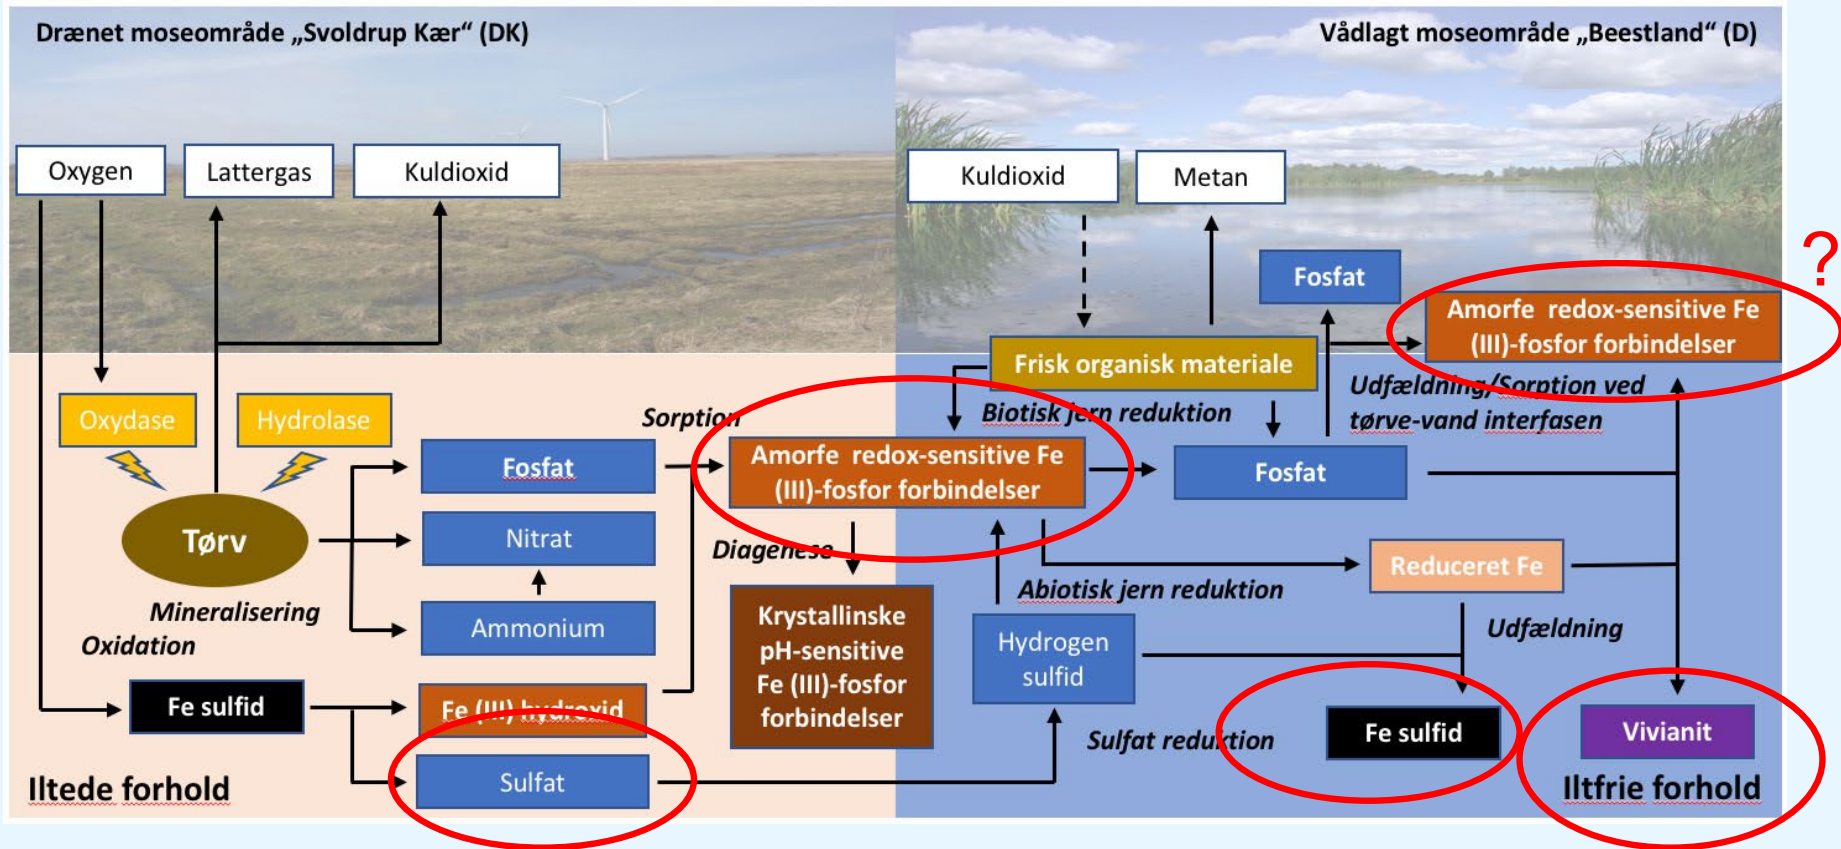 Drænet moseområde „Svoldrup Kær“ (DK)
Vådlagt moseområde „Beestland“ (D)
Oxygen
Lattergas
Kuldioxid
Kuldioxid
Metan
?
Fosfat
Amorfe redox-sensitive Fe
(III)-fosfor forbindelser
Frisk organisk materiale
Udfældning/Sorption ved
tørve-vand interfasen
Oxydase
Hydrolase
Sorption
Biotisk jern reduktion
Fosfat
Amorfe redox-sensitive Fe
(III)-fosfor forbindelser
Fosfat
Tørv
Nitrat
Diagenese
Reduceret Fe
Abiotisk jern reduktion
Mineralisering
Oxidation
Ammonium
Krystallinske
pH-sensitive
Fe (III)-fosfor
forbindelser
Hydrogen
sulfid
Udfældning
Fe sulfid
Fe (III) hydroxid
Sulfat reduktion
Fe sulfid
Vivianit
Iltede forhold
Sulfat
Iltfrie forhold